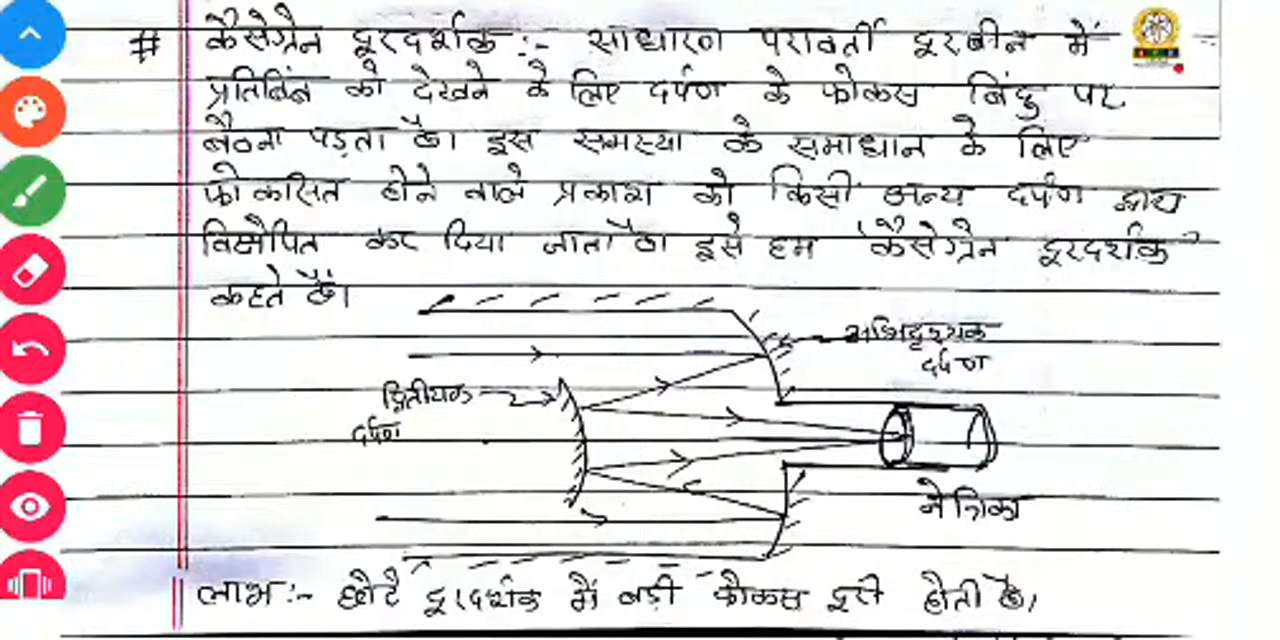 # कैसेग्रेन दूरदर्शक :- साधारण परावर्ती दूरबीन में
प्रतिबिंब को देखने के लिए दर्पण के फोकस बिंदु पर
बैठना पड़ता है। इस समस्या के समाधान के लिए
फोकसित होने वाले प्रकाश को किसी अन्य दर्पण द्वारा
विक्षेपित कर दिया जाता है। इसे हम 'कैसेग्रेन दूरदर्शक'
कहते हैं।
अभिदृश्यक
दर्पण
द्वितीयक
दर्पण
नेत्रिका
लाभ :- छोटे दूरदर्शक में बड़ी फोकस दूरी होती है।